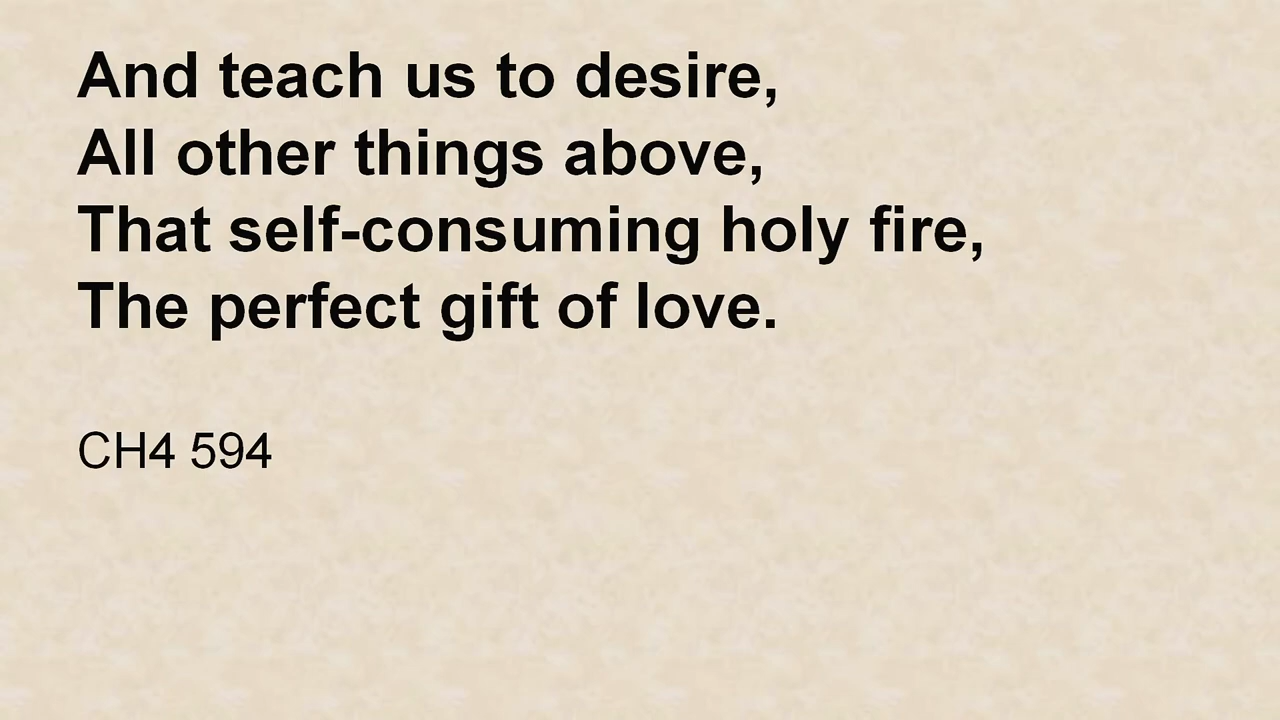 And teach us to desire,
All other things above,
That self-consuming holy fire,
The perfect gift of love.
CH4 594